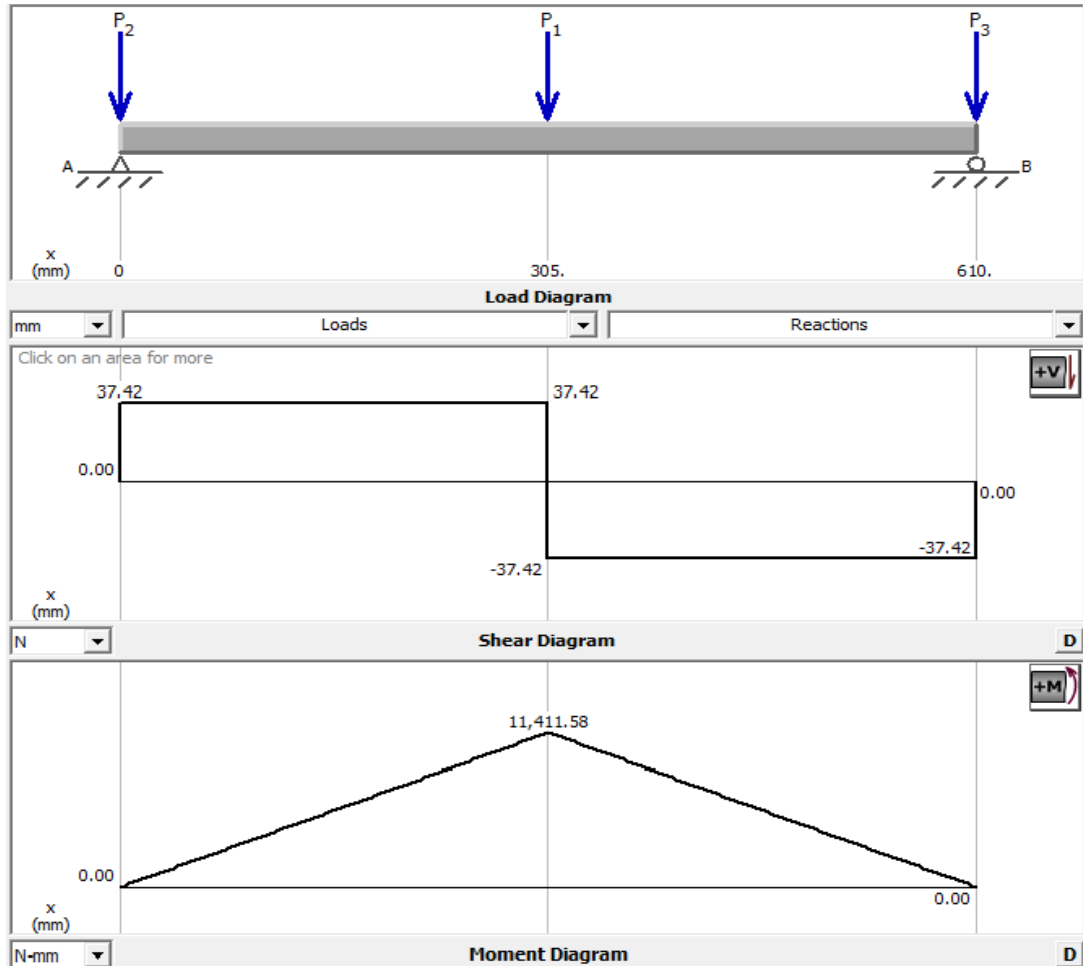 P2 P1 P3
A B
x
(mm) 0 305. 610.
Load Diagram
mm Loads Reactions
Click on an area for more
+V
37.42 37.42
0.00
0.00
-37.42
-37.42
x
(mm)
N Shear Diagram D
+M
11,411.58
0.00
0.00
x
(mm)
N-mm Moment Diagram D